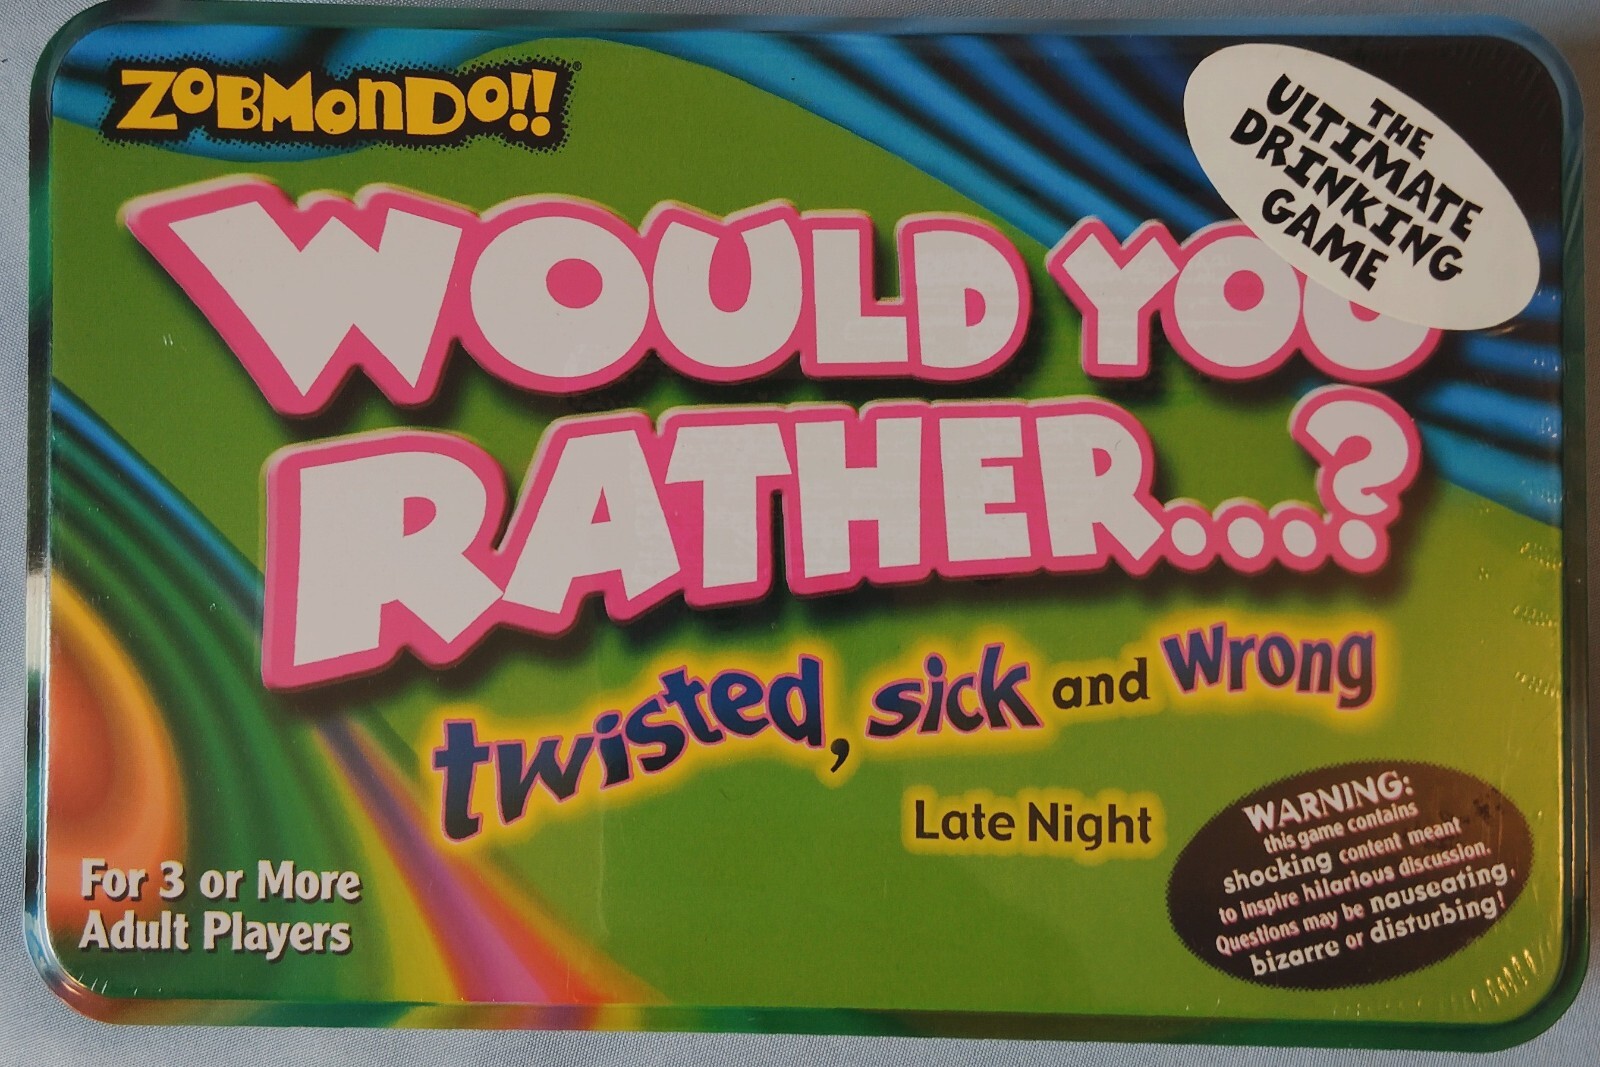 ZOBMONDO!!®
THE
ULTIMATE
DRINKING
GAME
WOULD YOU
RATHER...?
twisted, sick and wrong
Late Night
For 3 or More
Adult Players
WARNING:
this game contains
shocking content meant
to inspire hilarious discussion.
Questions may be nauseating,
bizarre or disturbing!